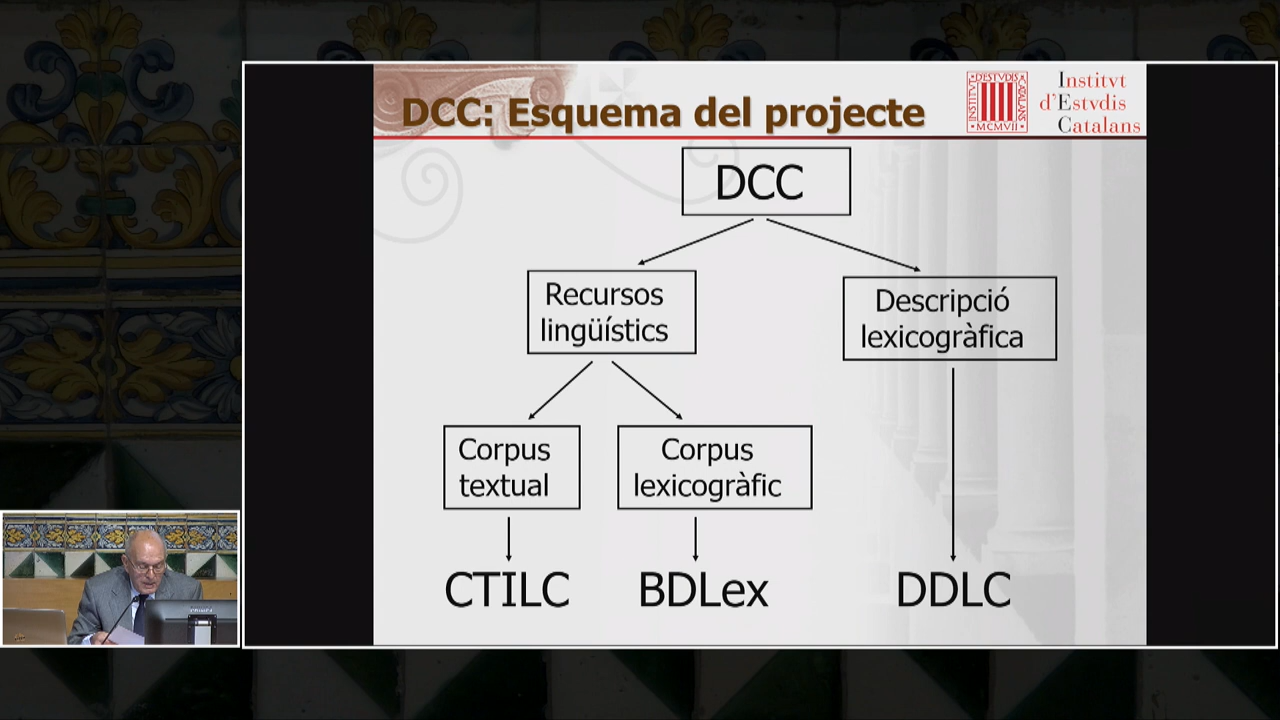 DCC: Esquema del projecte
INSTITVT
D'ESTVDIS
CATALANS
MCMVII
Institvt
d'Estvdis
Catalans
DCC
Recursos
lingüístics
Descripció
lexicogràfica
Corpus
textual
Corpus
lexicogràfic
CTILC
BDLex
DDLC